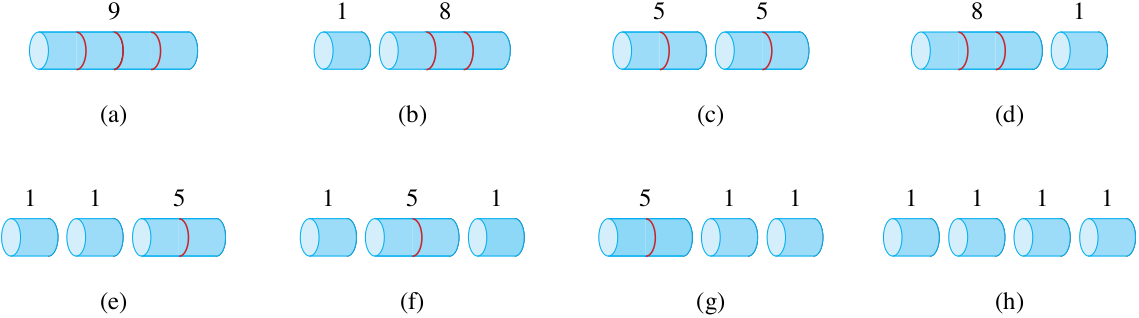 9 1 8 5 5 8 1
(a) (b) (c) (d)
1 1 5 1 5 1 5 1 1 1 1 1 1
(e) (f) (g) (h)